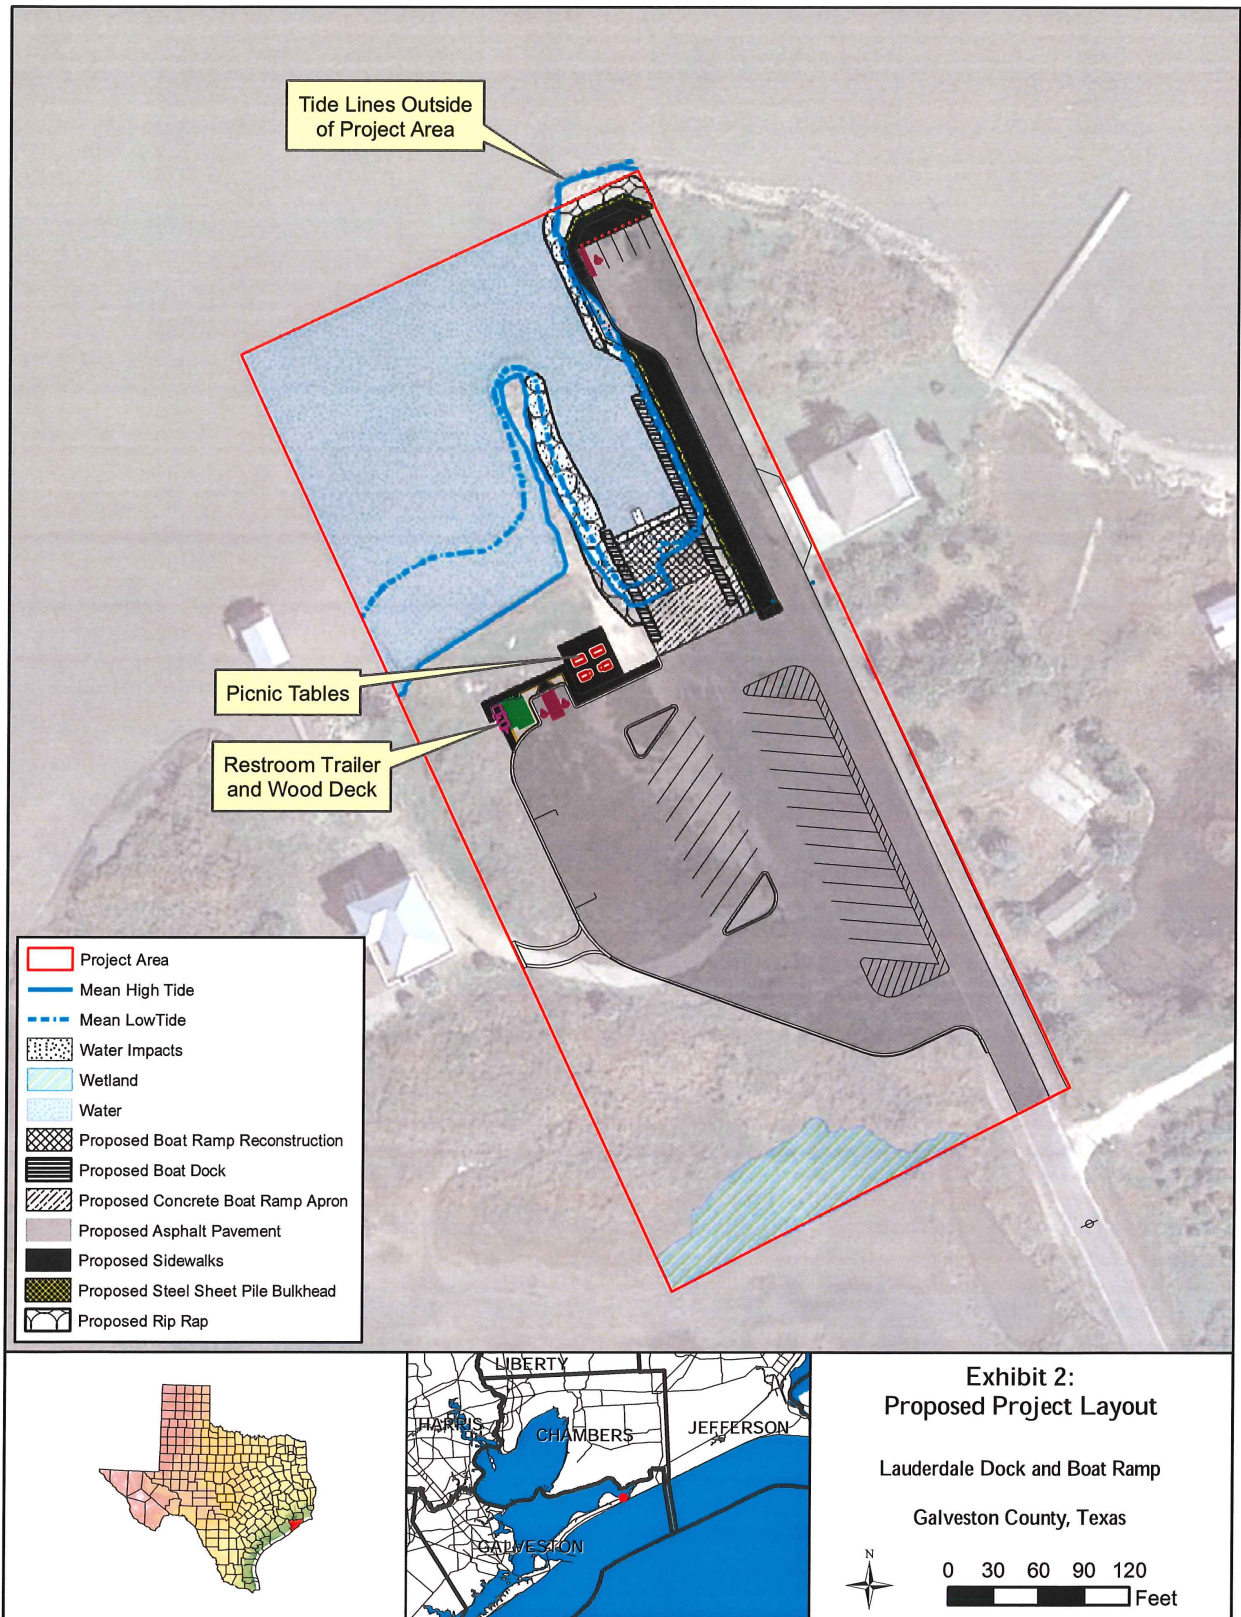 Tide Lines Outside
of Project Area
Picnic Tables
Restroom Trailer
and Wood Deck
Project Area
Mean High Tide
Mean LowTide
Water Impacts
Wetland
Water
Proposed Boat Ramp Reconstruction
Proposed Boat Dock
Proposed Concrete Boat Ramp Apron
Proposed Asphalt Pavement
Proposed Sidewalks
Proposed Steel Sheet Pile Bulkhead
Proposed Rip Rap
LIBERTY
HARRIS
CHAMBERS
JEFFERSON
GALVESTON
Exhibit 2:
Proposed Project Layout
Lauderdale Dock and Boat Ramp
Galveston County, Texas
N
0 30 60 90 120
Feet